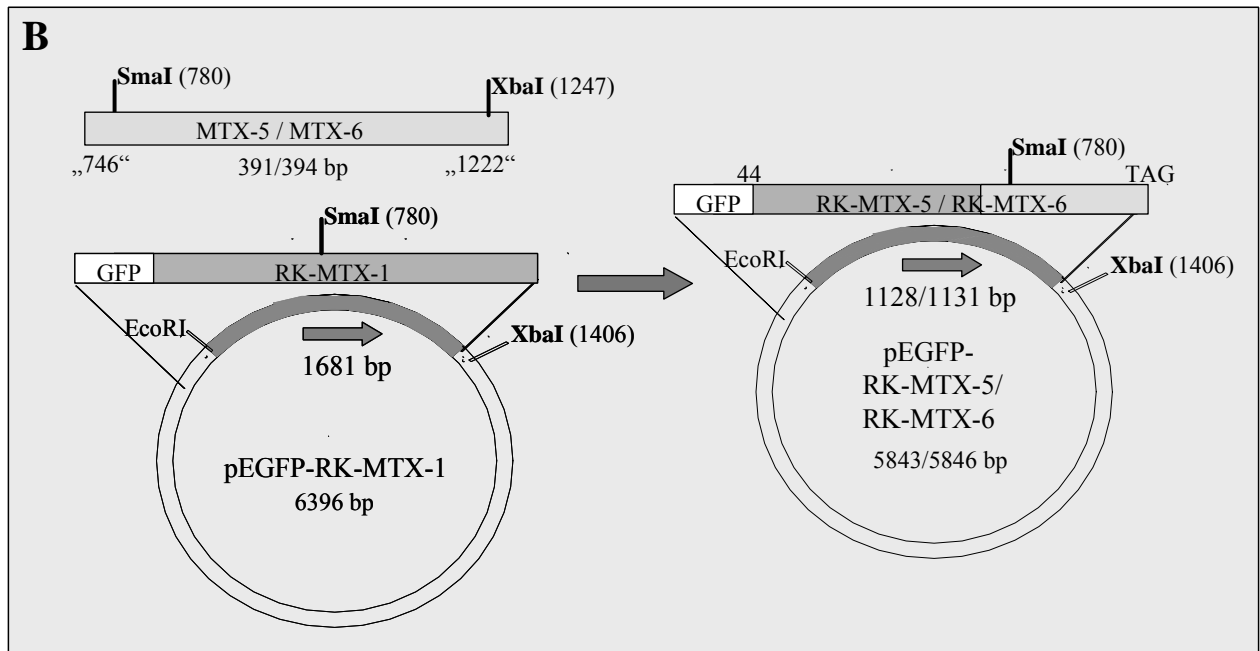 B
SmaI (780)
XbaI (1247)
MTX-5 / MTX-6
„746“
391/394 bp
„1222“
SmaI (780)
GFP
RK-MTX-1
EcoRI
XbaI (1406)
1681 bp
pEGFP-RK-MTX-1
6396 bp
SmaI (780)
44
TAG
GFP
RK-MTX-5 / RK-MTX-6
EcoRI
XbaI (1406)
1128/1131 bp
pEGFP-
RK-MTX-5/
RK-MTX-6
5843/5846 bp